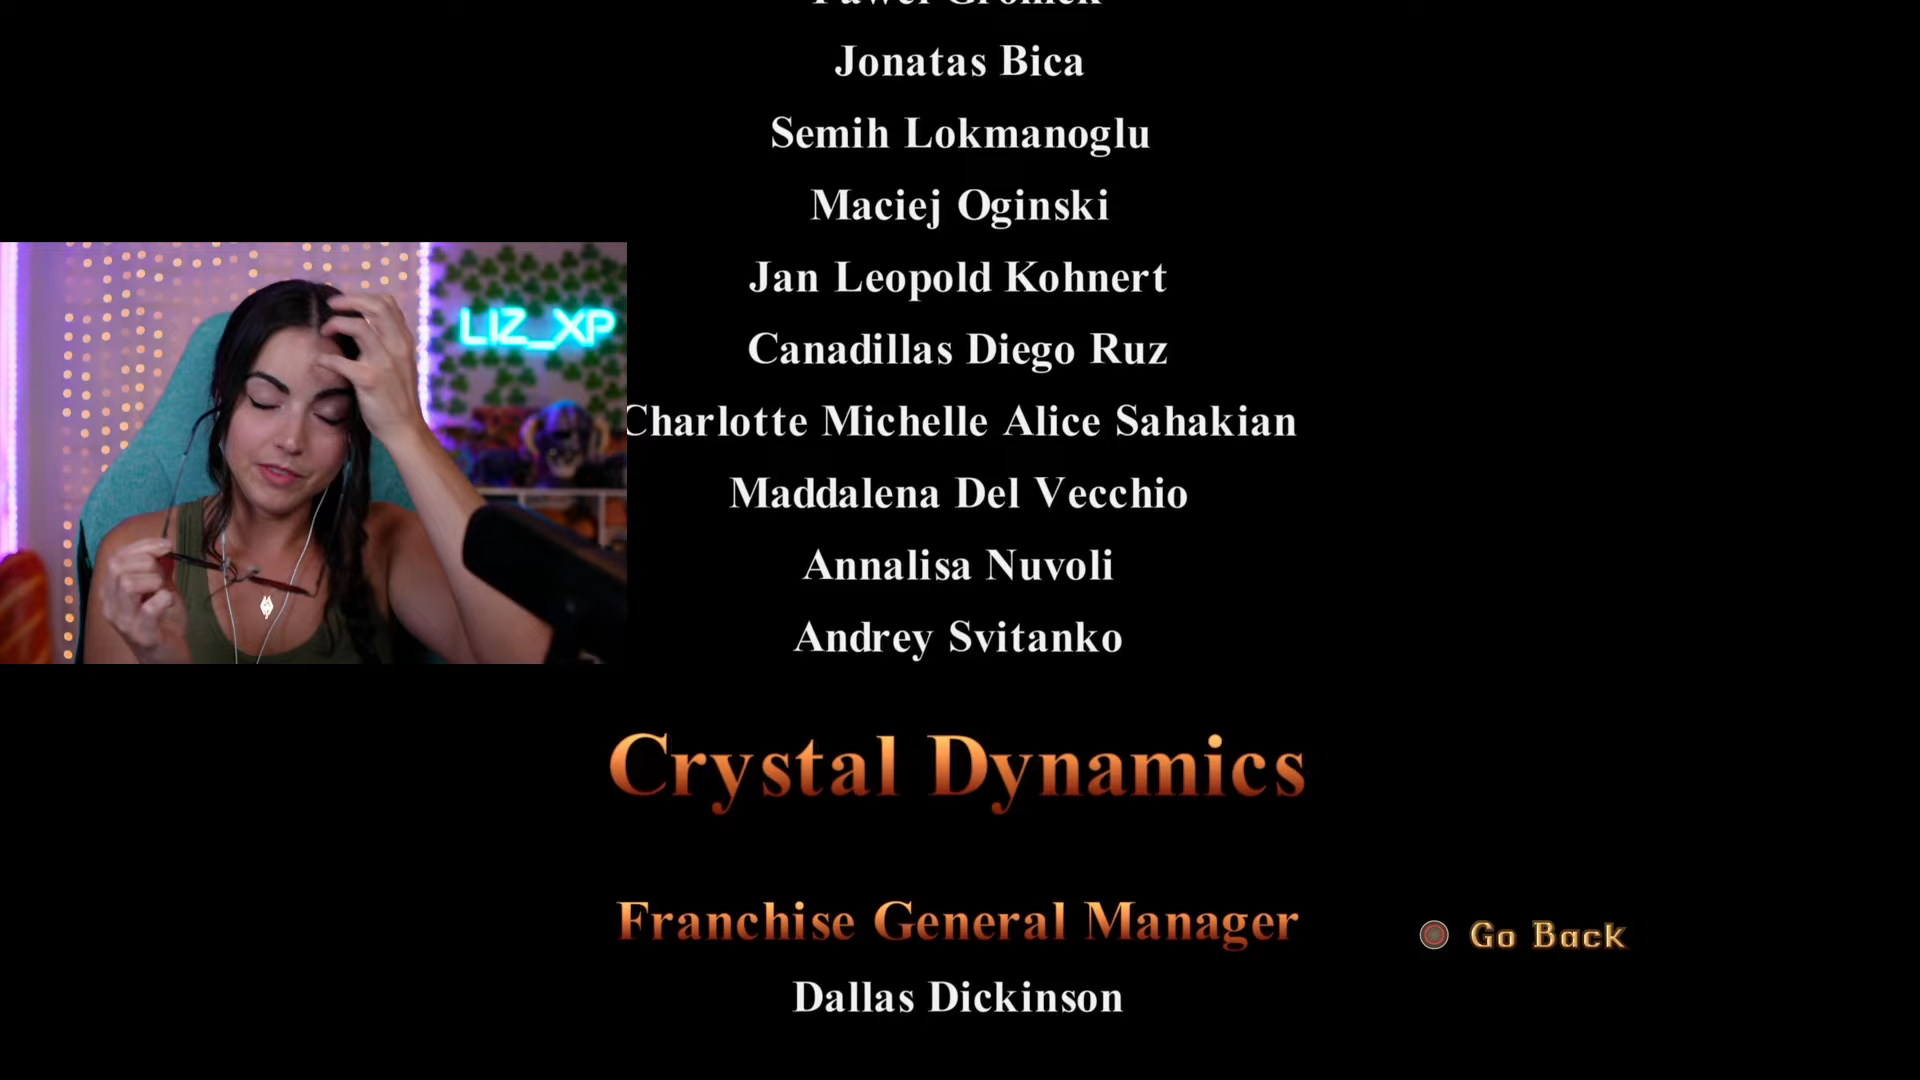 Jonatas Bica
Semih Lokmanoglu
Maciej Oginski
Jan Leopold Kohnert
LIZ_XP
Canadillas Diego Ruz
Charlotte Michelle Alice Sahakian
Maddalena Del Vecchio
Annalisa Nuvoli
Andrey Svitanko
Crystal Dynamics
Franchise General Manager
Go Back
Dallas Dickinson